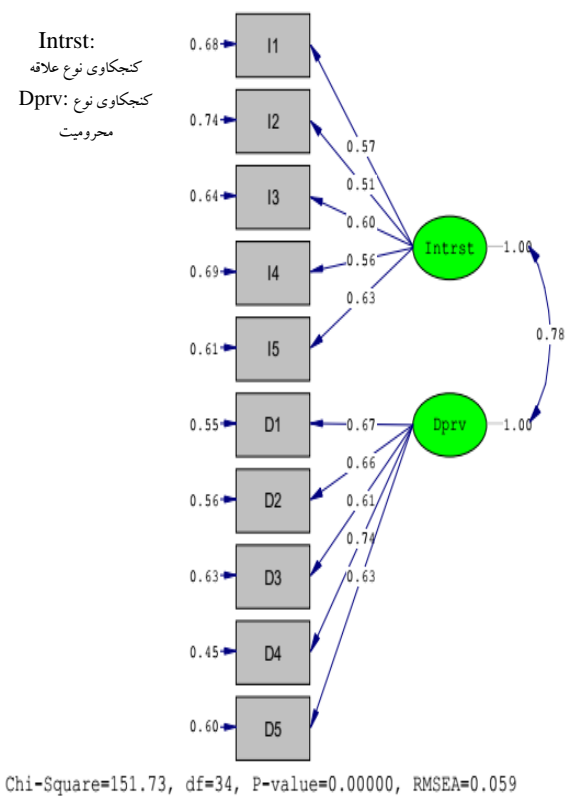 Intrst:
کنجکاوی نوع علاقه
Dprv: کنجکاوی نوع
محرومیت
0.68 I1
0.74 I2
0.64 I3
0.69 I4
0.61 I5
0.55 D1
0.56 D2
0.63 D3
0.45 D4
0.60 D5
0.57
0.51
0.60
0.56
0.63
0.67
0.66
0.61
0.74
0.63
Intrst 1.00
0.78
Dprv 1.00
Chi-Square=151.73, df=34, P-value=0.00000, RMSEA=0.059